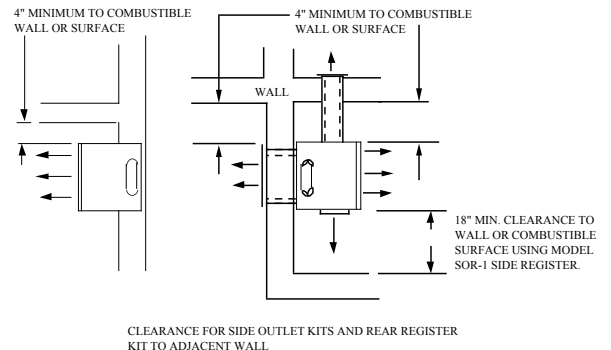 4" MINIMUM TO COMBUSTIBLE
WALL OR SURFACE
4" MINIMUM TO COMBUSTIBLE
WALL OR SURFACE
WALL
18" MIN. CLEARANCE TO
WALL OR COMBUSTIBLE
SURFACE USING MODEL
SOR-1 SIDE REGISTER.
CLEARANCE FOR SIDE OUTLET KITS AND REAR REGISTER
KIT TO ADJACENT WALL